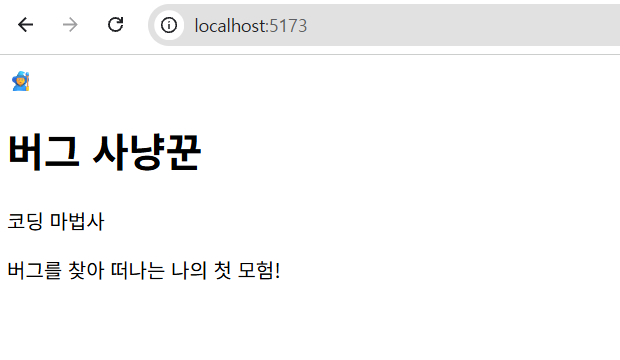 localhost:5173
버그 사냥꾼
코딩 마법사
버그를 찾아 떠나는 나의 첫 모험!